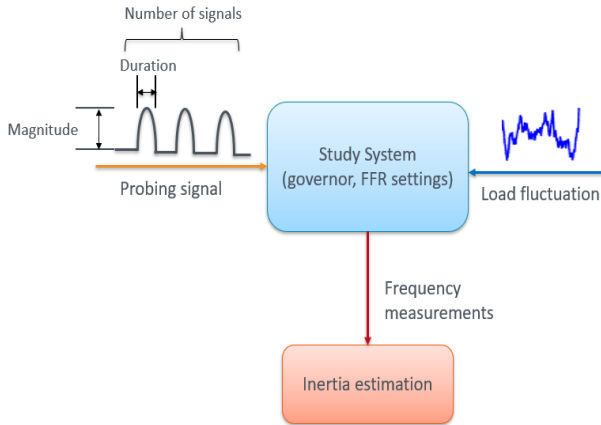 Number of signals
Duration
Magnitude
Probing signal
Study System
(governor, FFR settings)
Load fluctuation
Frequency
measurements
Inertia estimation